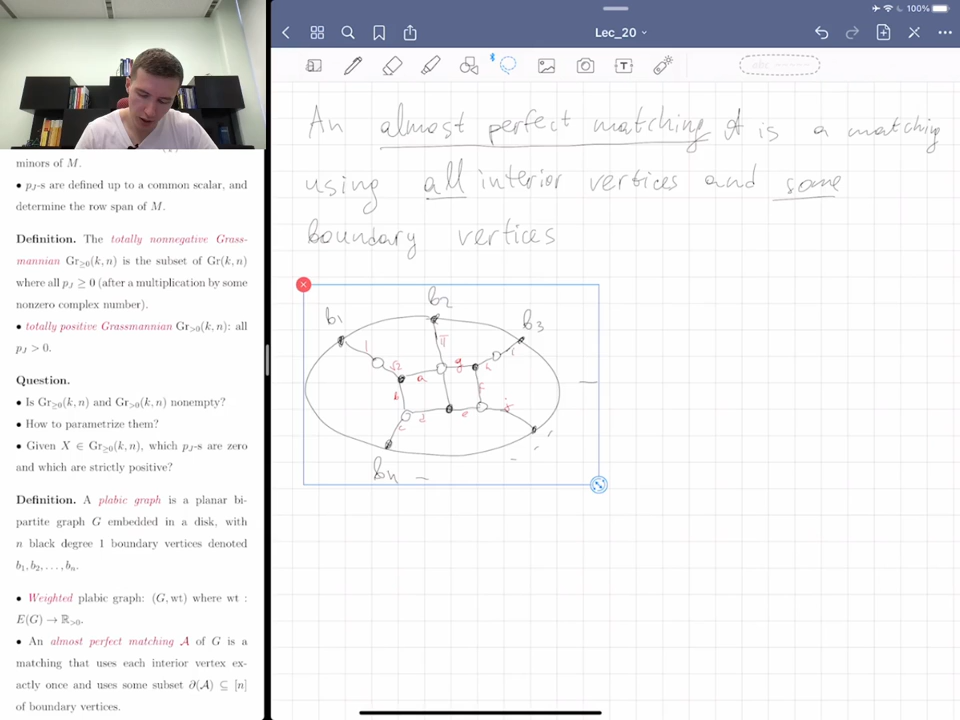 Lec_20
100%
minors of M.
• p_J-s are defined up to a common scalar, and
determine the row span of M.
Definition. The totally nonnegative Grass-
mannian Gr≥0(k, n) is the subset of Gr(k, n)
where all p_J ≥ 0 (after a multiplication by some
nonzero complex number).
• totally positive Grassmannian Gr>0(k, n): all
p_J > 0.
Question.
• Is Gr≥0(k, n) and Gr>0(k, n) nonempty?
• How to parametrize them?
• Given X ∈ Gr≥0(k, n), which p_J-s are zero
and which are strictly positive?
Definition. A plabic graph is a planar bi-
partite graph G embedded in a disk, with
n black degree 1 boundary vertices denoted
b1, b2, . . . , bn.
• Weighted plabic graph: (G, wt) where wt :
E(G) → ℝ>0.
• An almost perfect matching 𝒜 of G is a
matching that uses each interior vertex ex-
actly once and uses some subset ∂(𝒜) ⊆ [n]
of boundary vertices.
An almost perfect matching 𝒜 is a matching
using all interior vertices and some
boundary vertices
b1
b2
b3
1
π
√2
a
g
b
d
e
c
bn